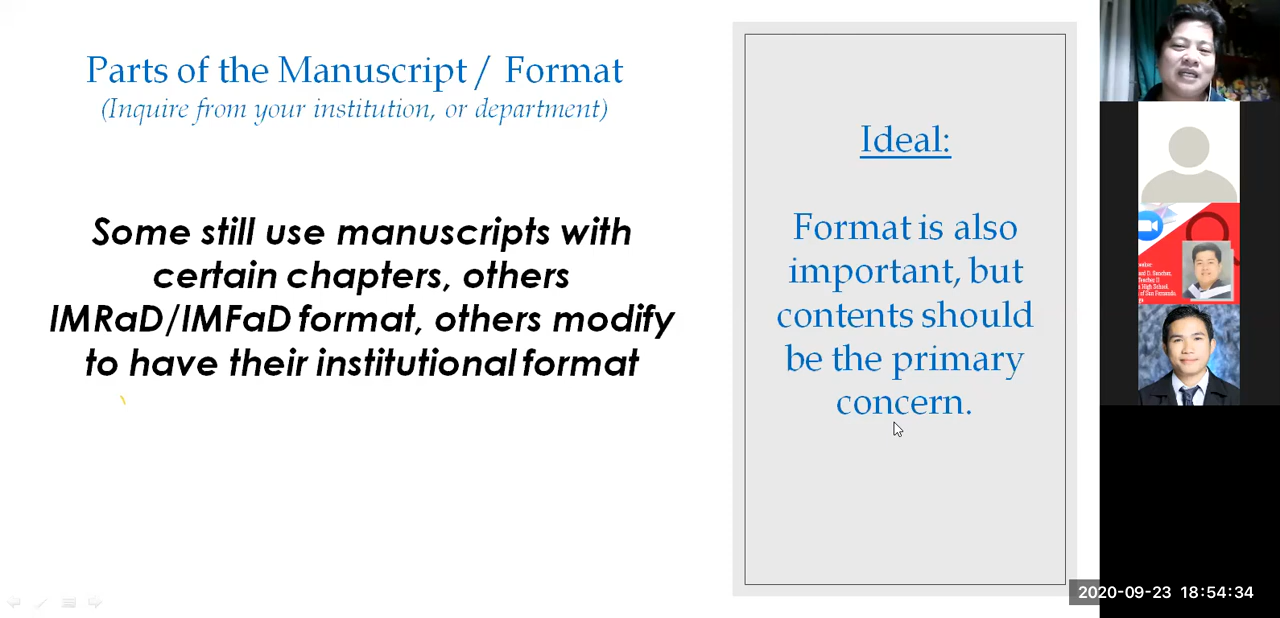 Parts of the Manuscript / Format
(Inquire from your institution, or department)
Some still use manuscripts with
certain chapters, others
IMRaD/IMFaD format, others modify
to have their institutional format
Ideal:
Format is also
important, but
contents should
be the primary
concern.
High School,
2020-09-23 18:54:34